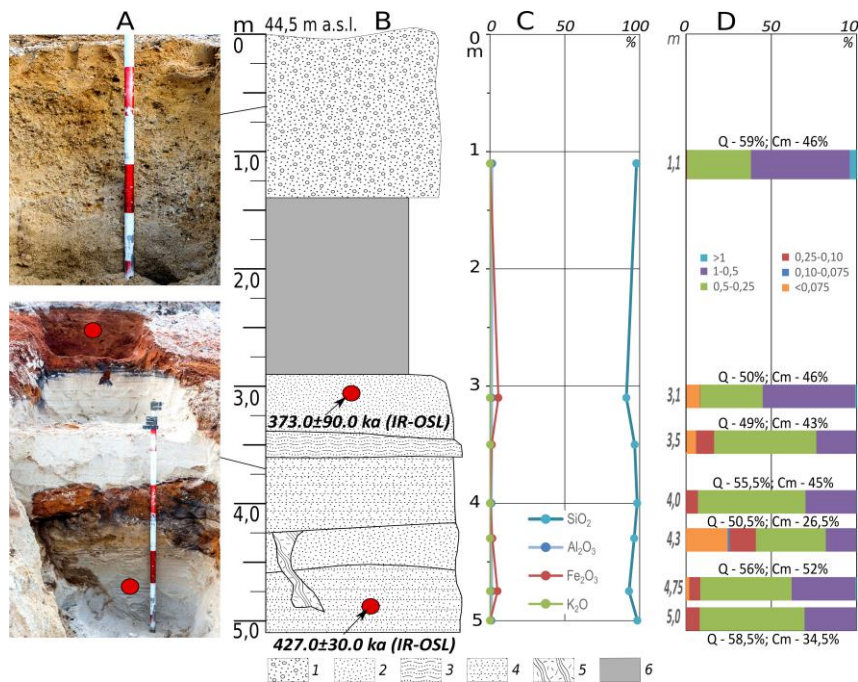 A
B
C
D
m
44,5 m a.s.l.
0
1,0
2,0
3,0
4,0
5,0
373.0±90.0 ka (IR-OSL)
427.0±30.0 ka (IR-OSL)
0 50 100
0
m
%
1
2
3
4
5
SiO₂
Al₂O₃
Fe₂O₃
K₂O
0 50 100
m
%
Q - 59%; Cm - 46%
1,1
>1
1-0,5
0,5-0,25
0,25-0,10
0,10-0,075
<0,075
Q - 50%; Cm - 46%
3,1
Q - 49%; Cm - 43%
3,5
Q - 55,5%; Cm - 45%
4,0
Q - 50,5%; Cm - 26,5%
4,3
Q - 56%; Cm - 52%
4,75
5,0
Q - 58,5%; Cm - 34,5%
1 2 3 4 5 6